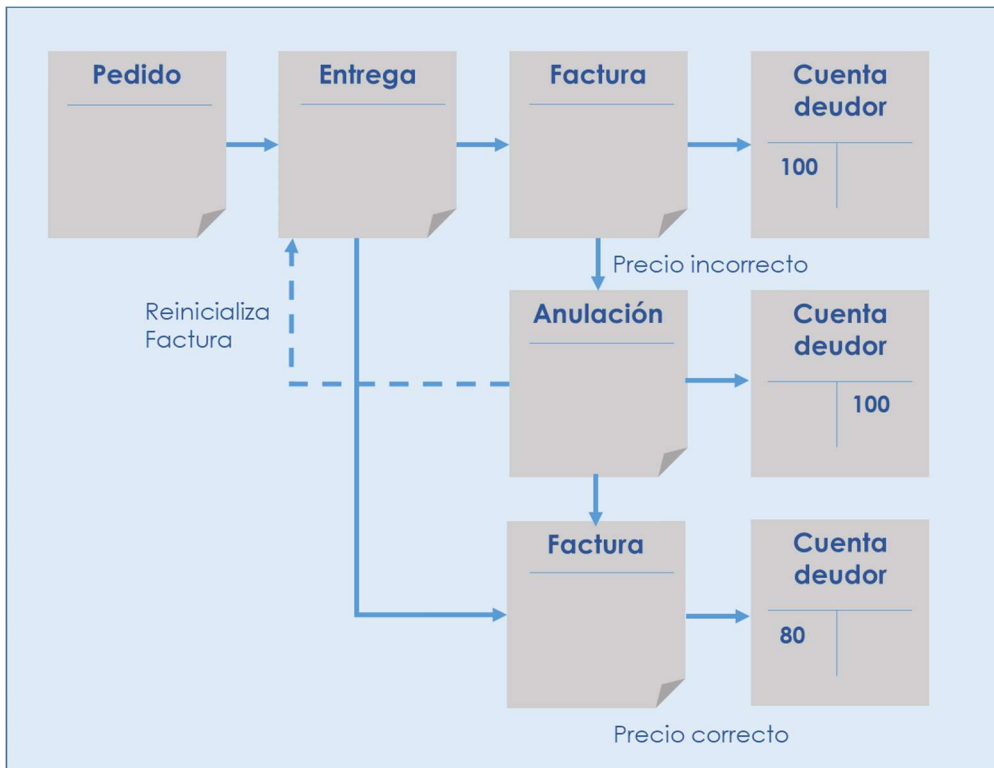 Pedido
Entrega
Factura
Cuenta
deudor
100
Precio incorrecto
Reinicializa
Factura
Anulación
Cuenta
deudor
100
Factura
Cuenta
deudor
80
Precio correcto